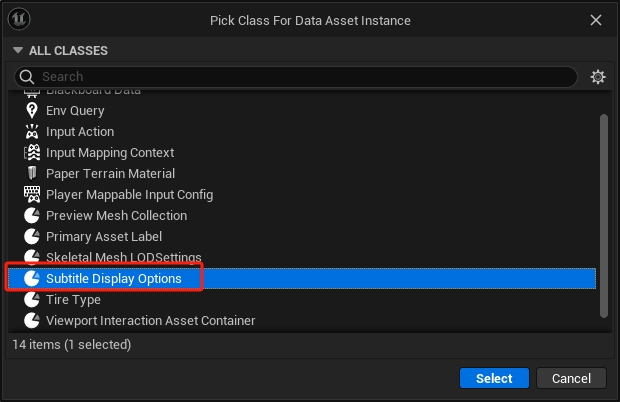 Pick Class For Data Asset Instance
ALL CLASSES
Search
Blackboard Data
Env Query
Input Action
Input Mapping Context
Paper Terrain Material
Player Mappable Input Config
Preview Mesh Collection
Primary Asset Label
Skeletal Mesh LODSettings
Subtitle Display Options
Tire Type
Viewport Interaction Asset Container
14 items (1 selected)
Select
Cancel